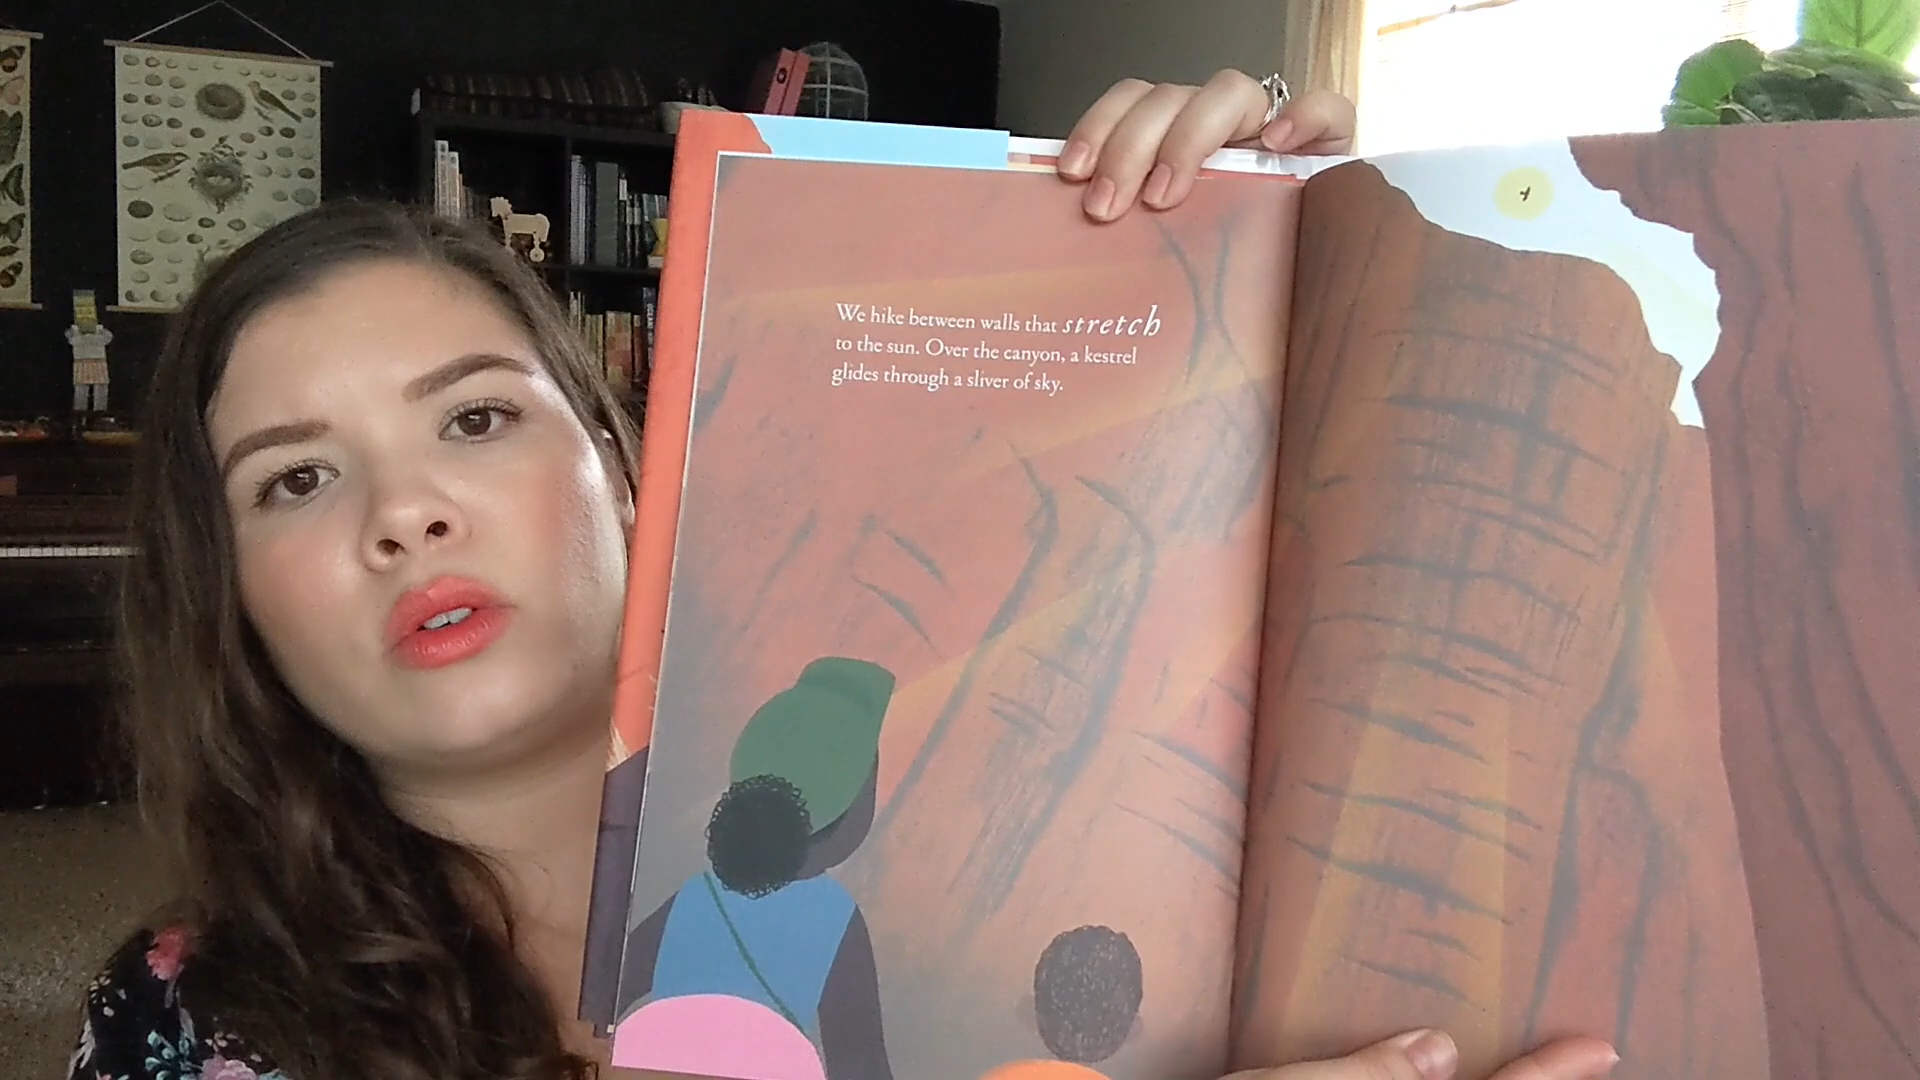 We hike between walls that stretch
to the sun. Over the canyon, a kestrel
glides through a sliver of sky.